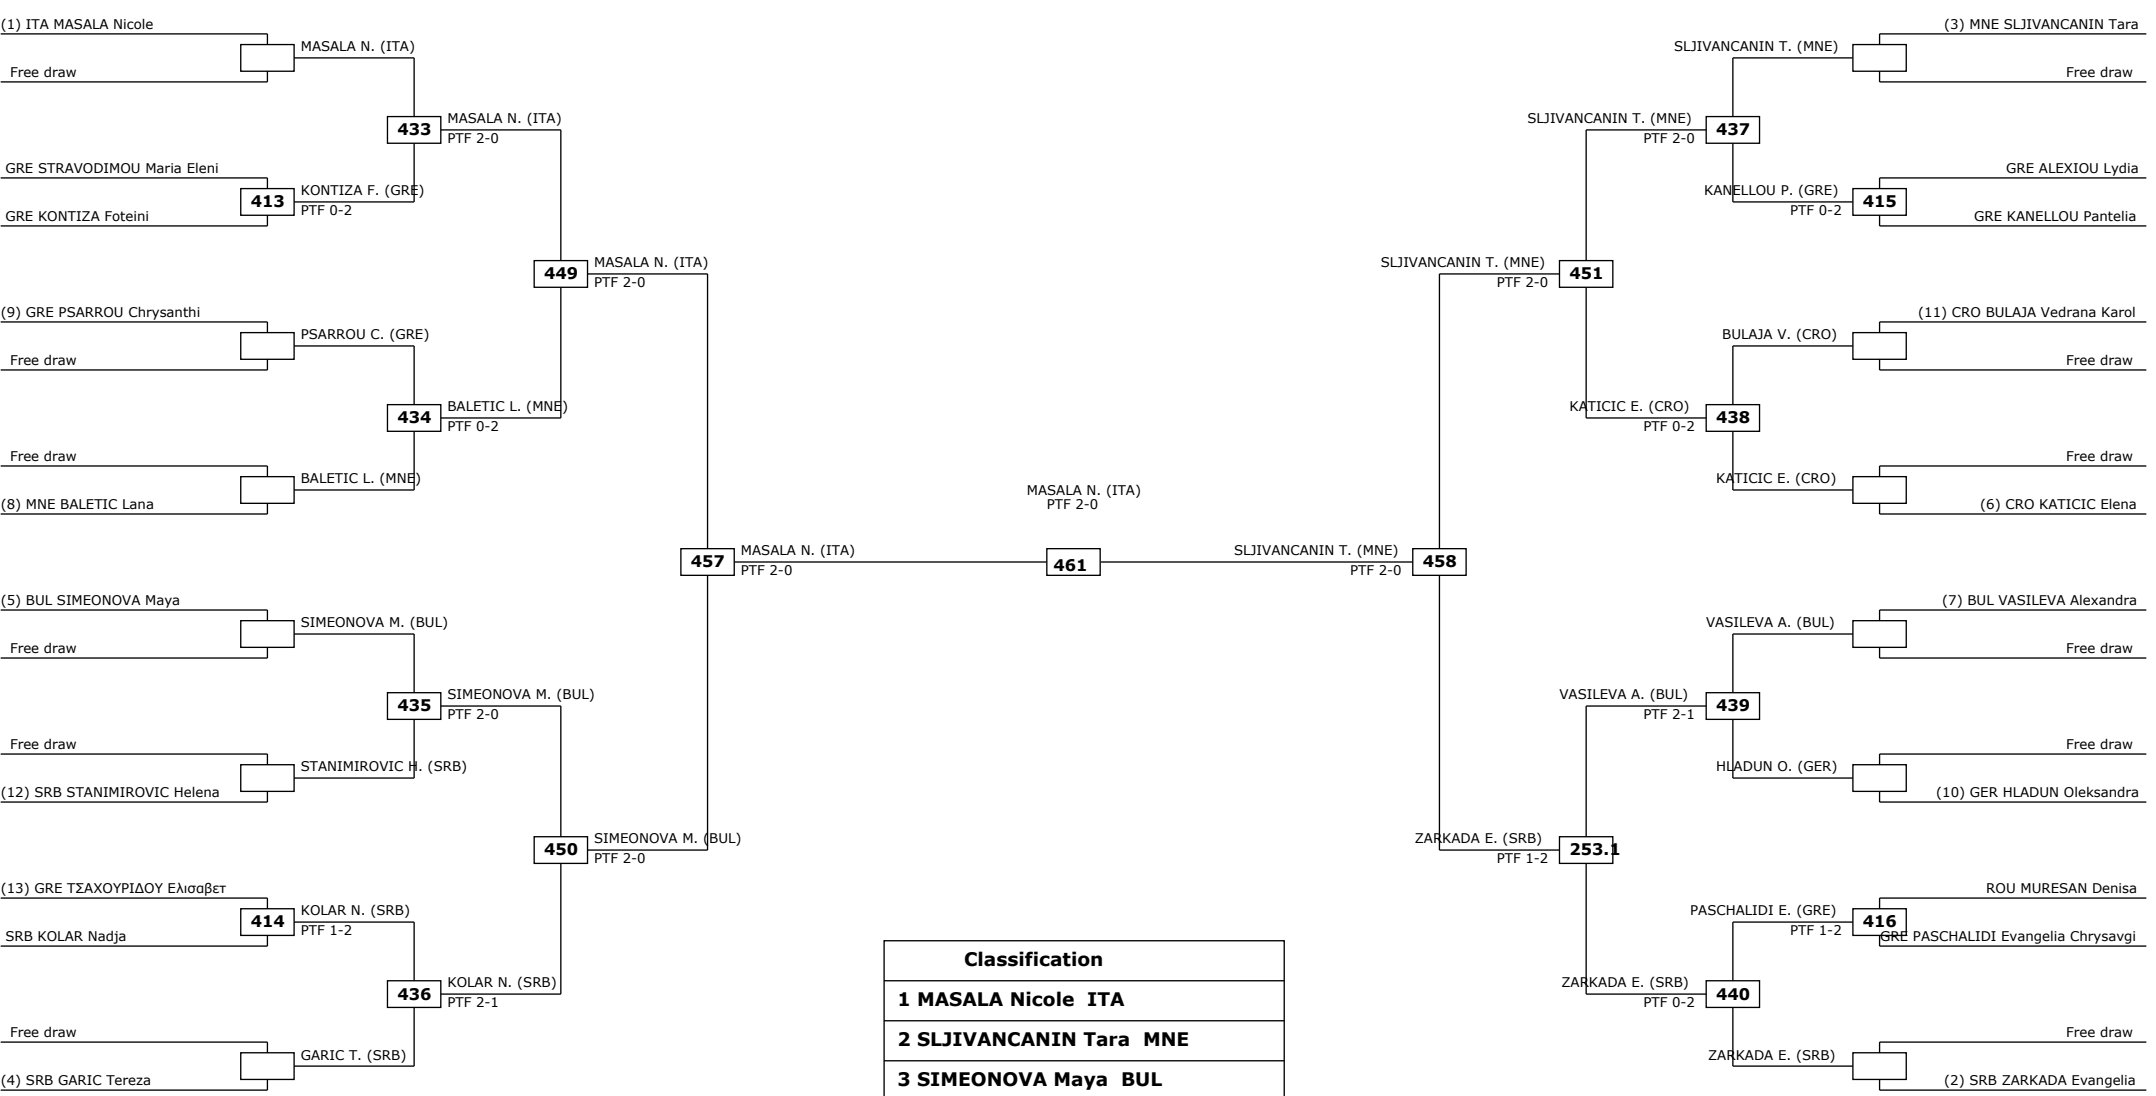 (1) ITA MASALA Nicole
MASALA N. (ITA)
Free draw
433
MASALA N. (ITA)
PTF 2-0
GRE STRAVODIMOU Maria Eleni
413
KONTIZA F. (GRE)
PTF 0-2
GRE KONTIZA Foteini
449
MASALA N. (ITA)
PTF 2-0
(9) GRE PSARROU Chrysanthi
PSARROU C. (GRE)
Free draw
434
BALETIC L. (MNE)
PTF 0-2
Free draw
BALETIC L. (MNE)
(8) MNE BALETIC Lana
457
MASALA N. (ITA)
PTF 2-0
(5) BUL SIMEONOVA Maya
SIMEONOVA M. (BUL)
Free draw
435
SIMEONOVA M. (BUL)
PTF 2-0
Free draw
STANIMIROVIC H. (SRB)
(12) SRB STANIMIROVIC Helena
450
SIMEONOVA M. (BUL)
PTF 2-0
(13) GRE ΤΣΑΧΟΥΡΙΔΟΥ Ελισαβετ
414
KOLAR N. (SRB)
PTF 1-2
SRB KOLAR Nadja
436
KOLAR N. (SRB)
PTF 2-1
Free draw
GARIC T. (SRB)
(4) SRB GARIC Tereza
MASALA N. (ITA)
PTF 2-0
461
(3) MNE SLJIVANCANIN Tara
SLJIVANCANIN T. (MNE)
Free draw
SLJIVANCANIN T. (MNE)
PTF 2-0
437
GRE ALEXIOU Lydia
KANELLOU P. (GRE)
PTF 0-2
415
GRE KANELLOU Pantelia
SLJIVANCANIN T. (MNE)
PTF 2-0
451
(11) CRO BULAJA Vedrana Karol
BULAJA V. (CRO)
Free draw
KATICIC E. (CRO)
PTF 0-2
438
Free draw
KATICIC E. (CRO)
(6) CRO KATICIC Elena
SLJIVANCANIN T. (MNE)
PTF 2-0
458
(7) BUL VASILEVA Alexandra
VASILEVA A. (BUL)
Free draw
VASILEVA A. (BUL)
PTF 2-1
439
Free draw
HLADUN O. (GER)
(10) GER HLADUN Oleksandra
ZARKADA E. (SRB)
PTF 1-2
253.1
ROU MURESAN Denisa
PASCHALIDI E. (GRE)
PTF 1-2
416
GRE PASCHALIDI Evangelia Chrysavgi
ZARKADA E. (SRB)
PTF 0-2
440
Free draw
ZARKADA E. (SRB)
(2) SRB ZARKADA Evangelia
Classification
1 MASALA Nicole ITA
2 SLJIVANCANIN Tara MNE
3 SIMEONOVA Maya BUL